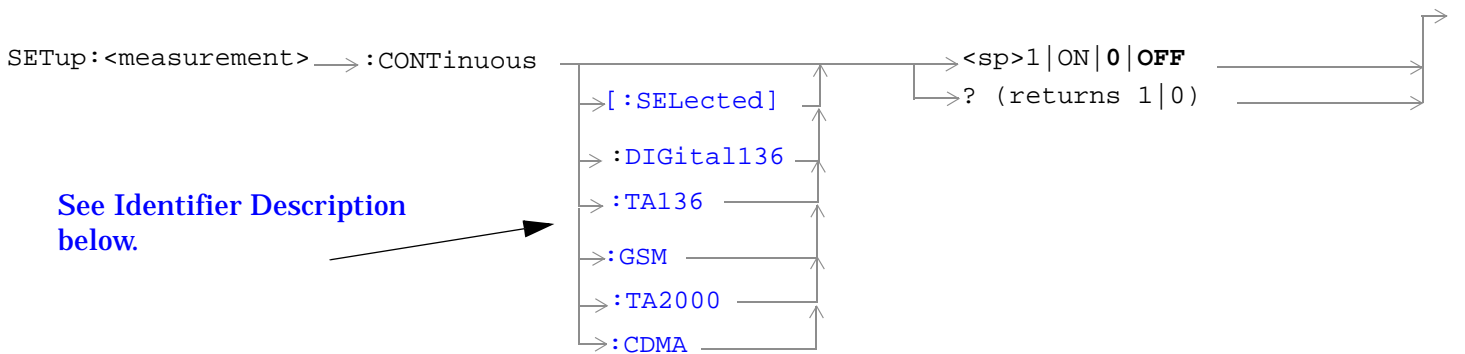 SETup:<measurement> :CONTinuous <sp>1|ON|0|OFF
? (returns 1|0)
[:SELected]
:DIGital136
:TA136
:GSM
:TA2000
:CDMA
See Identifier Description
below.